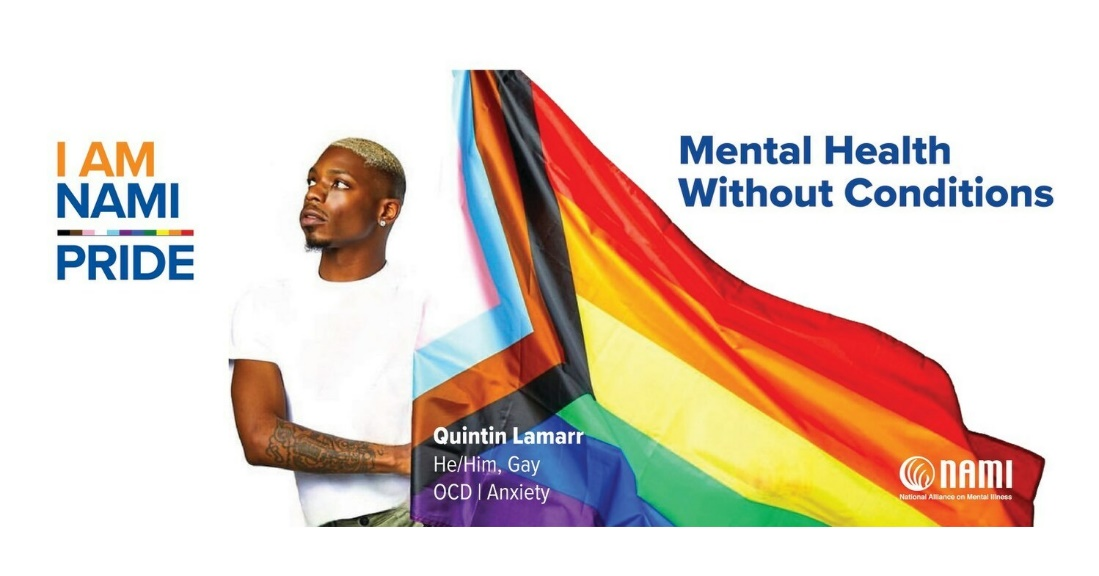 I AM
NAMI
PRIDE
Mental Health
Without Conditions
Quintin Lamarr
He/Him, Gay
OCD | Anxiety
NAMI
National Alliance on Mental Illness